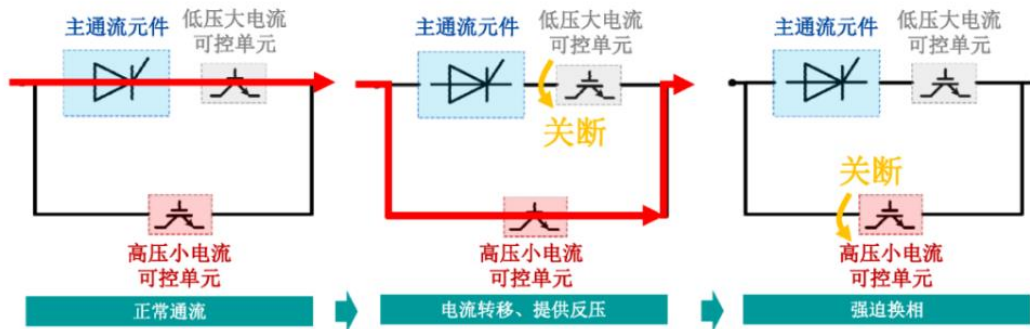 主通流元件
低压大电流
可控单元
高压小电流
可控单元
正常通流
主通流元件
低压大电流
可控单元
关断
高压小电流
可控单元
电流转移、提供反压
主通流元件
低压大电流
可控单元
关断
高压小电流
可控单元
强迫换相